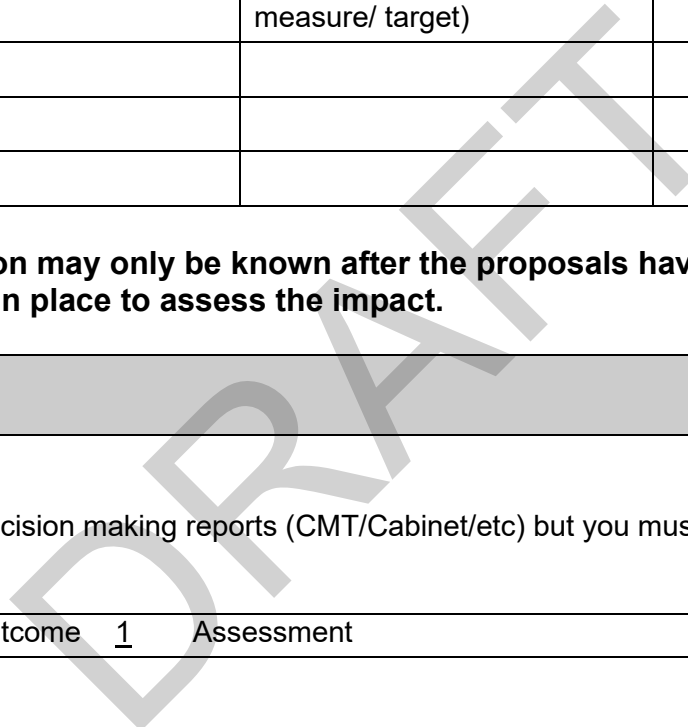 measure/ target)
on may only be known after the proposals hav
n place to assess the impact.
cision making reports (CMT/Cabinet/etc) but you mus
tcome 1 Assessment
DRAFT